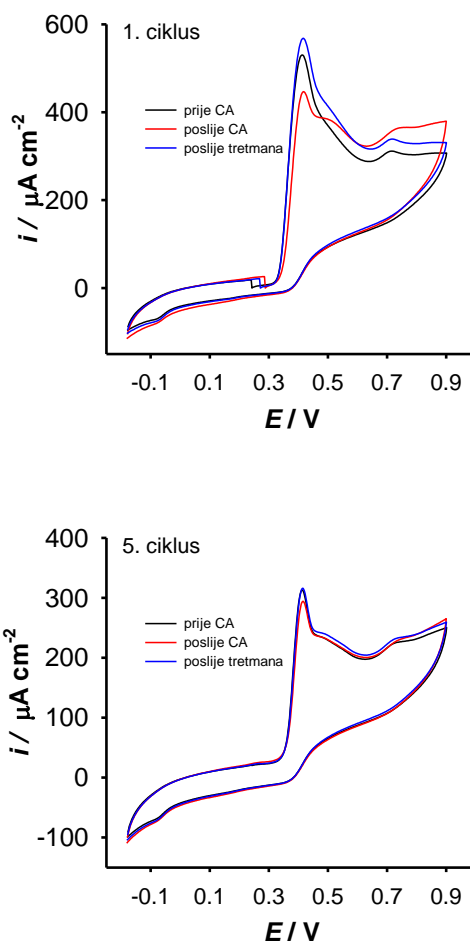 1. ciklus
prije CA
poslije CA
poslije tretmana
i / µA cm-2
600
400
200
0
-0.1 0.1 0.3 0.5 0.7 0.9
E / V
5. ciklus
prije CA
poslije CA
poslije tretmana
i / µA cm-2
400
300
200
100
0
-100
-0.1 0.1 0.3 0.5 0.7 0.9
E / V